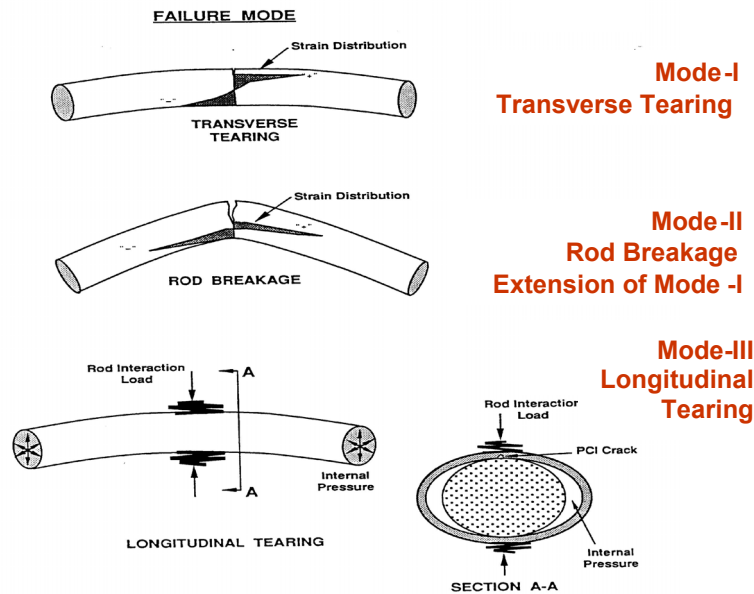 FAILURE MODE
Strain Distribution
"-"
"+"
TRANSVERSE
TEARING
Mode-I
Transverse Tearing
Strain Distribution
"-"
"+"
ROD BREAKAGE
Mode-II
Rod Breakage
Extension of Mode -I
Mode-III
Longitudinal
Tearing
Rod Interaction
Load
A
A
Internal
Pressure
LONGITUDINAL TEARING
Rod Interaction
Load
PCI Crack
Internal
Pressure
SECTION A-A